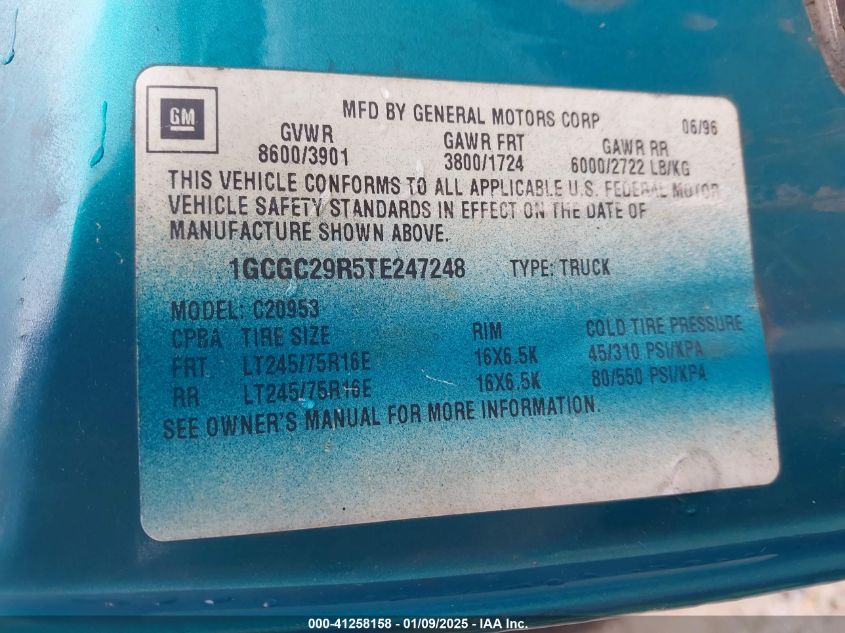 GM
MFD BY GENERAL MOTORS CORP 06/96
GVWR GAWR FRT GAWR RR
8600/3901 3800/1724 6000/2722 LB/KG
THIS VEHICLE CONFORMS TO ALL APPLICABLE U.S. FEDERAL MOTOR
VEHICLE SAFETY STANDARDS IN EFFECT ON THE DATE OF
MANUFACTURE SHOWN ABOVE.
1GCGC29R5TE247248 TYPE: TRUCK
MODEL: C20953
CPBA TIRE SIZE RIM COLD TIRE PRESSURE
FRT. LT245/75R16E 16X6.5K 45/310 PSI/KPA
RR LT245/75R16E 16X6.5K 80/550 PSI/KPA
SEE OWNER'S MANUAL FOR MORE INFORMATION.
000-41258158 - 01/09/2025 - IAA Inc.